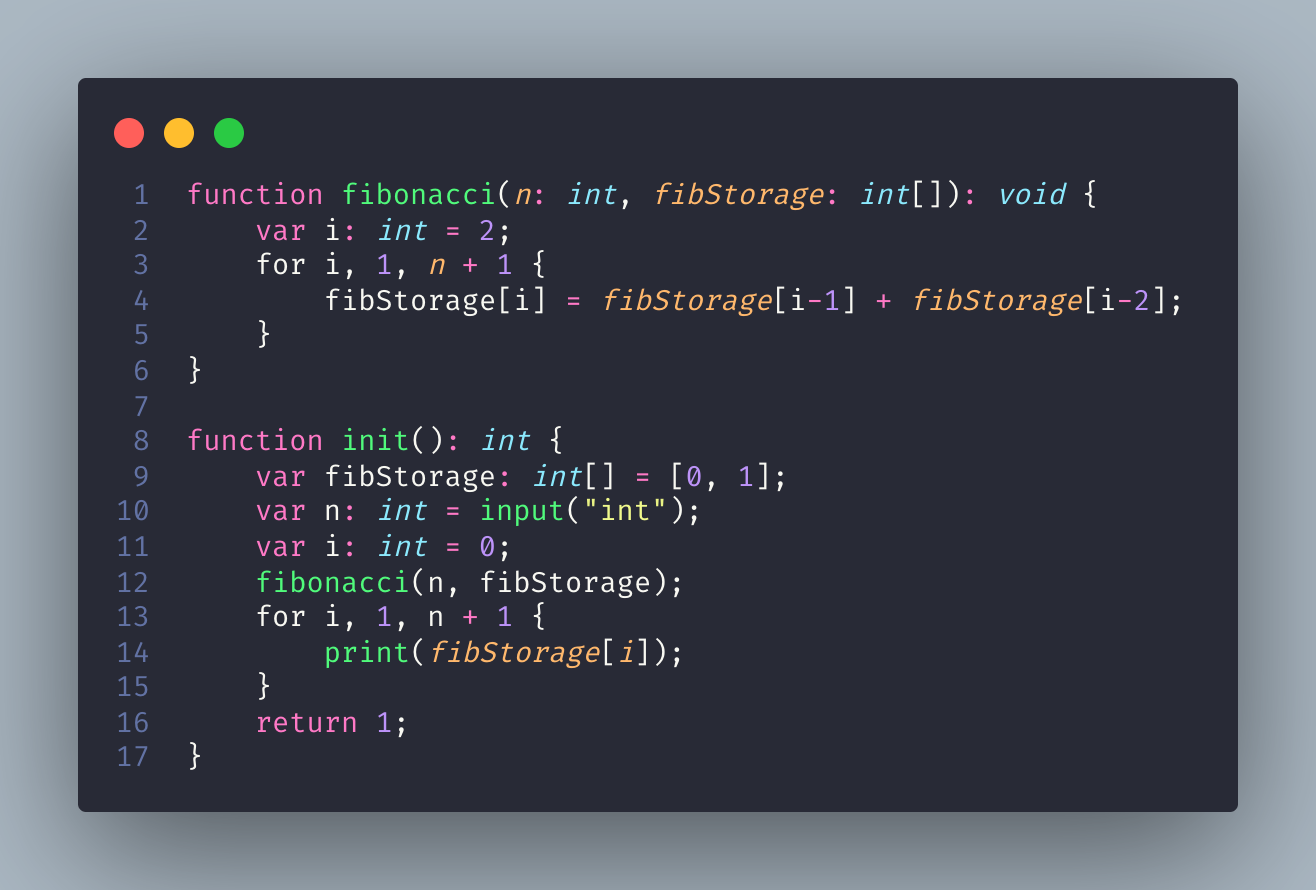 1 function fibonacci(n: int, fibStorage: int[]): void {
2     var i: int = 2;
3     for i, 1, n + 1 {
4         fibStorage[i] = fibStorage[i-1] + fibStorage[i-2];
5     }
6 }
7
8 function init(): int {
9     var fibStorage: int[] = [0, 1];
10     var n: int = input("int");
11     var i: int = 0;
12     fibonacci(n, fibStorage);
13     for i, 1, n + 1 {
14         print(fibStorage[i]);
15     }
16     return 1;
17 }